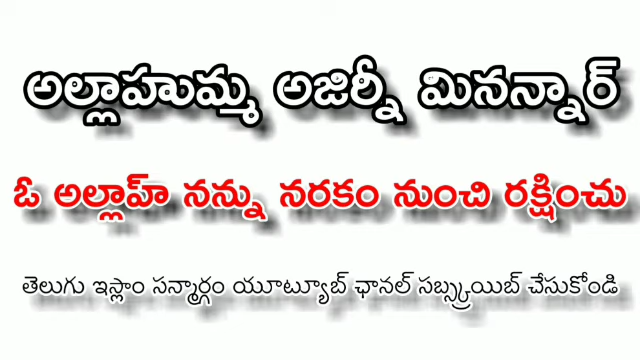 అల్లాహుమ్మ అజిర్నీ మినన్నార్
ఓ అల్లాహ్ నన్ను నరకం నుంచి రక్షించు
తెలుగు ఇస్లాం సన్మార్గం యూట్యూబ్ ఛానల్ సబ్స్క్రయిబ్ చేసుకోండి